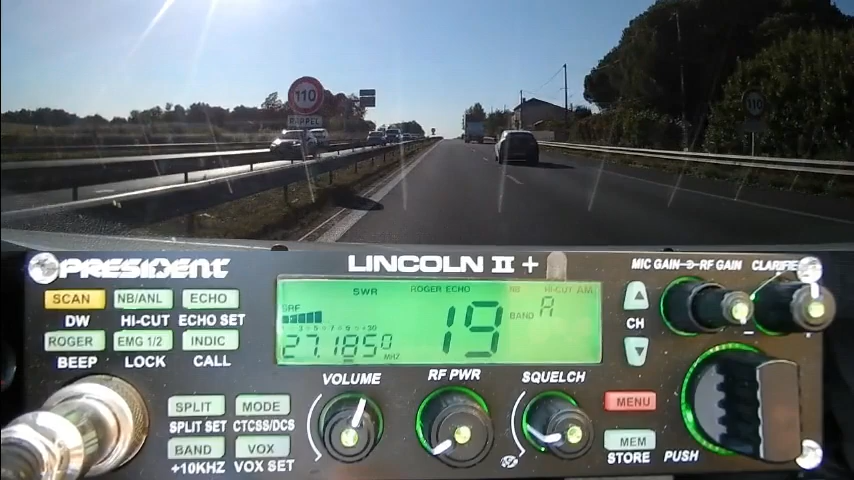 110
RAPPEL
110
PRESIDENT
LINCOLN II +
MIC GAIN RF GAIN CLARIFIER
SCAN NB/ANL ECHO
DW HI-CUT ECHO SET
ROGER EMG 1/2 INDIC
BEEP LOCK CALL
SWR ROGER ECHO NB HI-CUT AM
SRF
19
BAND A
27.1850 MHZ
CH
VOLUME RF PWR SQUELCH
SPLIT MODE
SPLIT SET CTCSS/DCS
BAND VOX
+10KHZ VOX SET
MENU
MEM
STORE PUSH